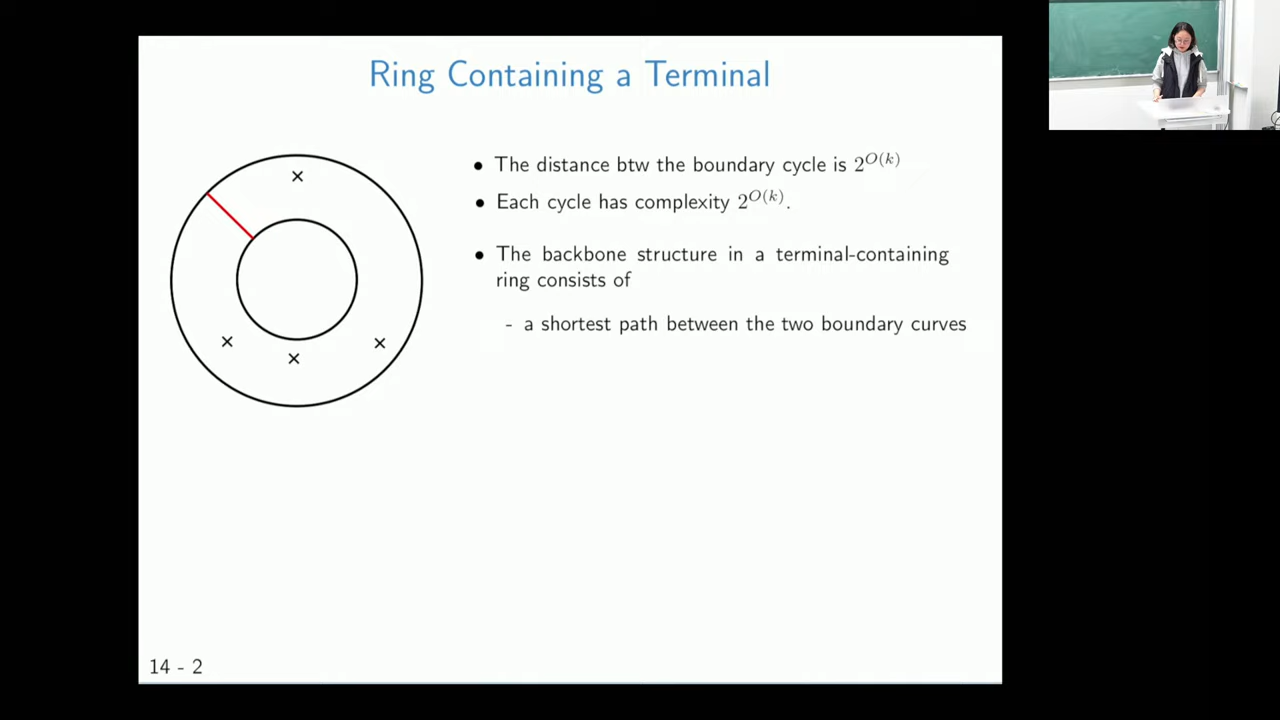 Ring Containing a Terminal
• The distance btw the boundary cycle is $2^{O(k)}$
• Each cycle has complexity $2^{O(k)}$.
• The backbone structure in a terminal-containing
ring consists of
- a shortest path between the two boundary curves
14 - 2